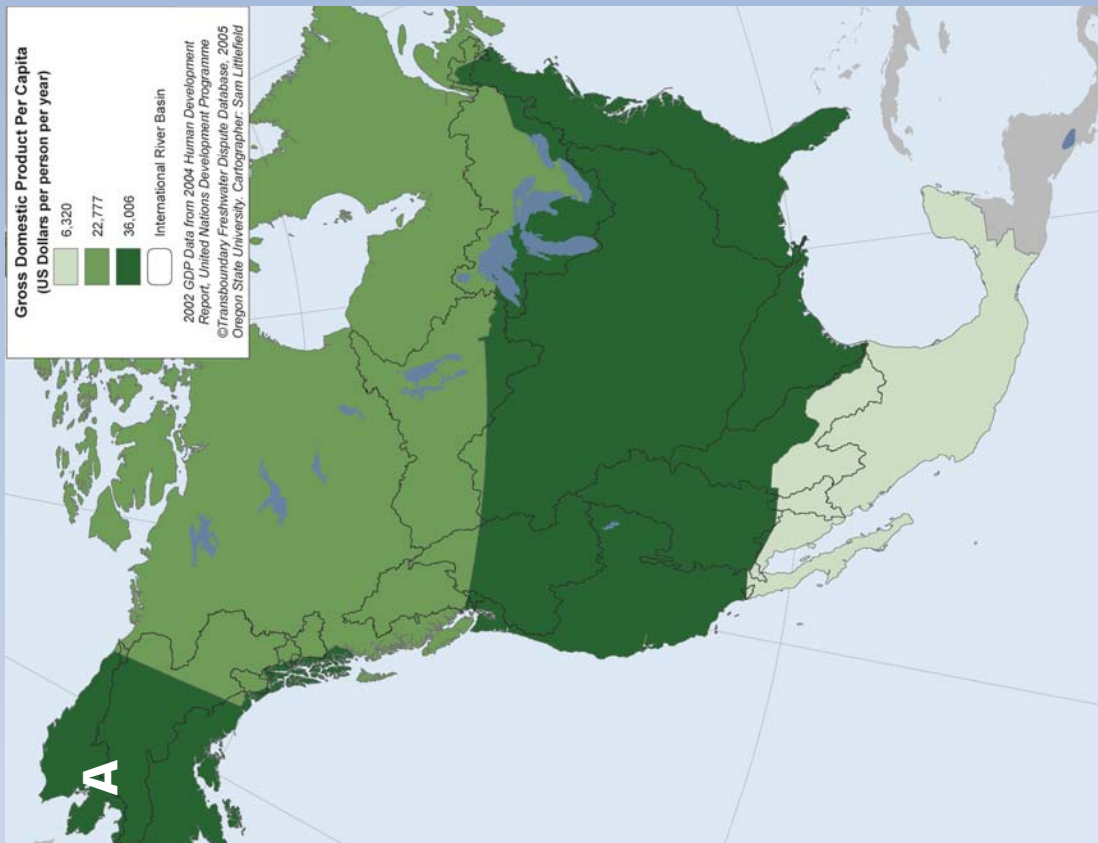 Gross Domestic Product Per Capita
(US Dollars per person per year)
6,320
22,777
36,006
International River Basin
2002 GDP Data from 2004 Human Development
Report, United Nations Development Programme
©Transboundary Freshwater Dispute Database, 2005
Oregon State University. Cartographer: Sam Littlefield
A